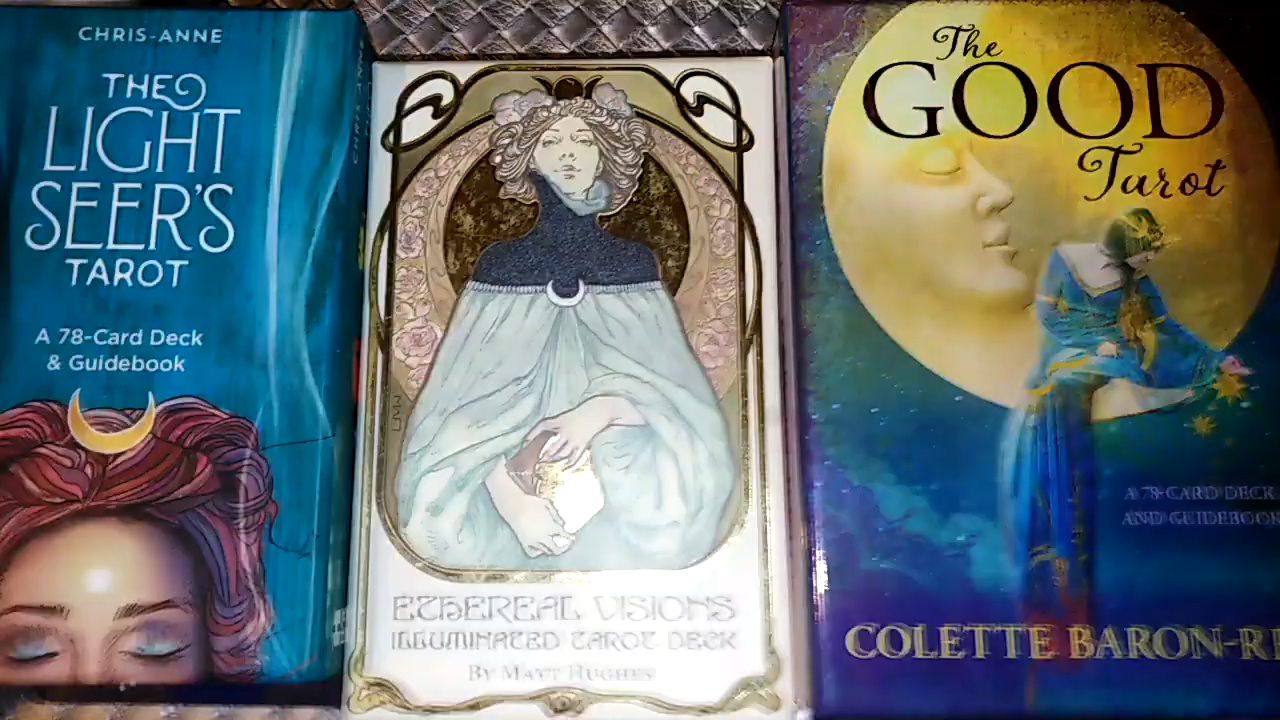 CHRIS-ANNE
THE
LIGHT
SEER'S
TAROT
A 78-Card Deck
& Guidebook
ETHEREAL VISIONS
ILLUMINATED TAROT DECK
By Matt Hughes
The
GOOD
Tarot
A 78-CARD DECK
AND GUIDEBOOK
COLETTE BARON-RE